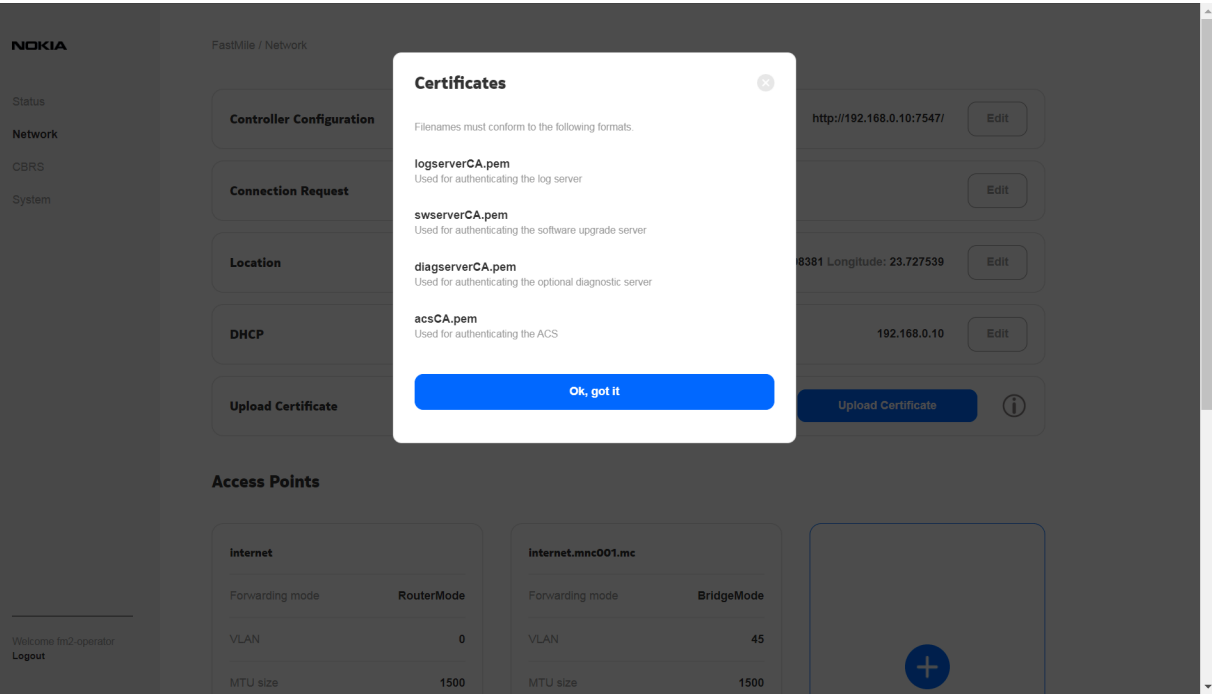 NOKIA
FastMile / Network
Status
Network
CBRS
System
Certificates
Filenames must conform to the following formats.
logserverCA.pem
Used for authenticating the log server
swserverCA.pem
Used for authenticating the software upgrade server
diagserverCA.pem
Used for authenticating the optional diagnostic server
acsCA.pem
Used for authenticating the ACS
Ok, got it
Controller Configuration http://192.168.0.10:7547/ Edit
Connection Request Edit
Location 8381 Longitude: 23.727539 Edit
DHCP 192.168.0.10 Edit
Upload Certificate Upload Certificate
Access Points
internet
Forwarding mode RouterMode
VLAN 0
MTU size 1500
internet.mnc001.mc
Forwarding mode BridgeMode
VLAN 45
MTU size 1500
Welcome fm2-operator
Logout